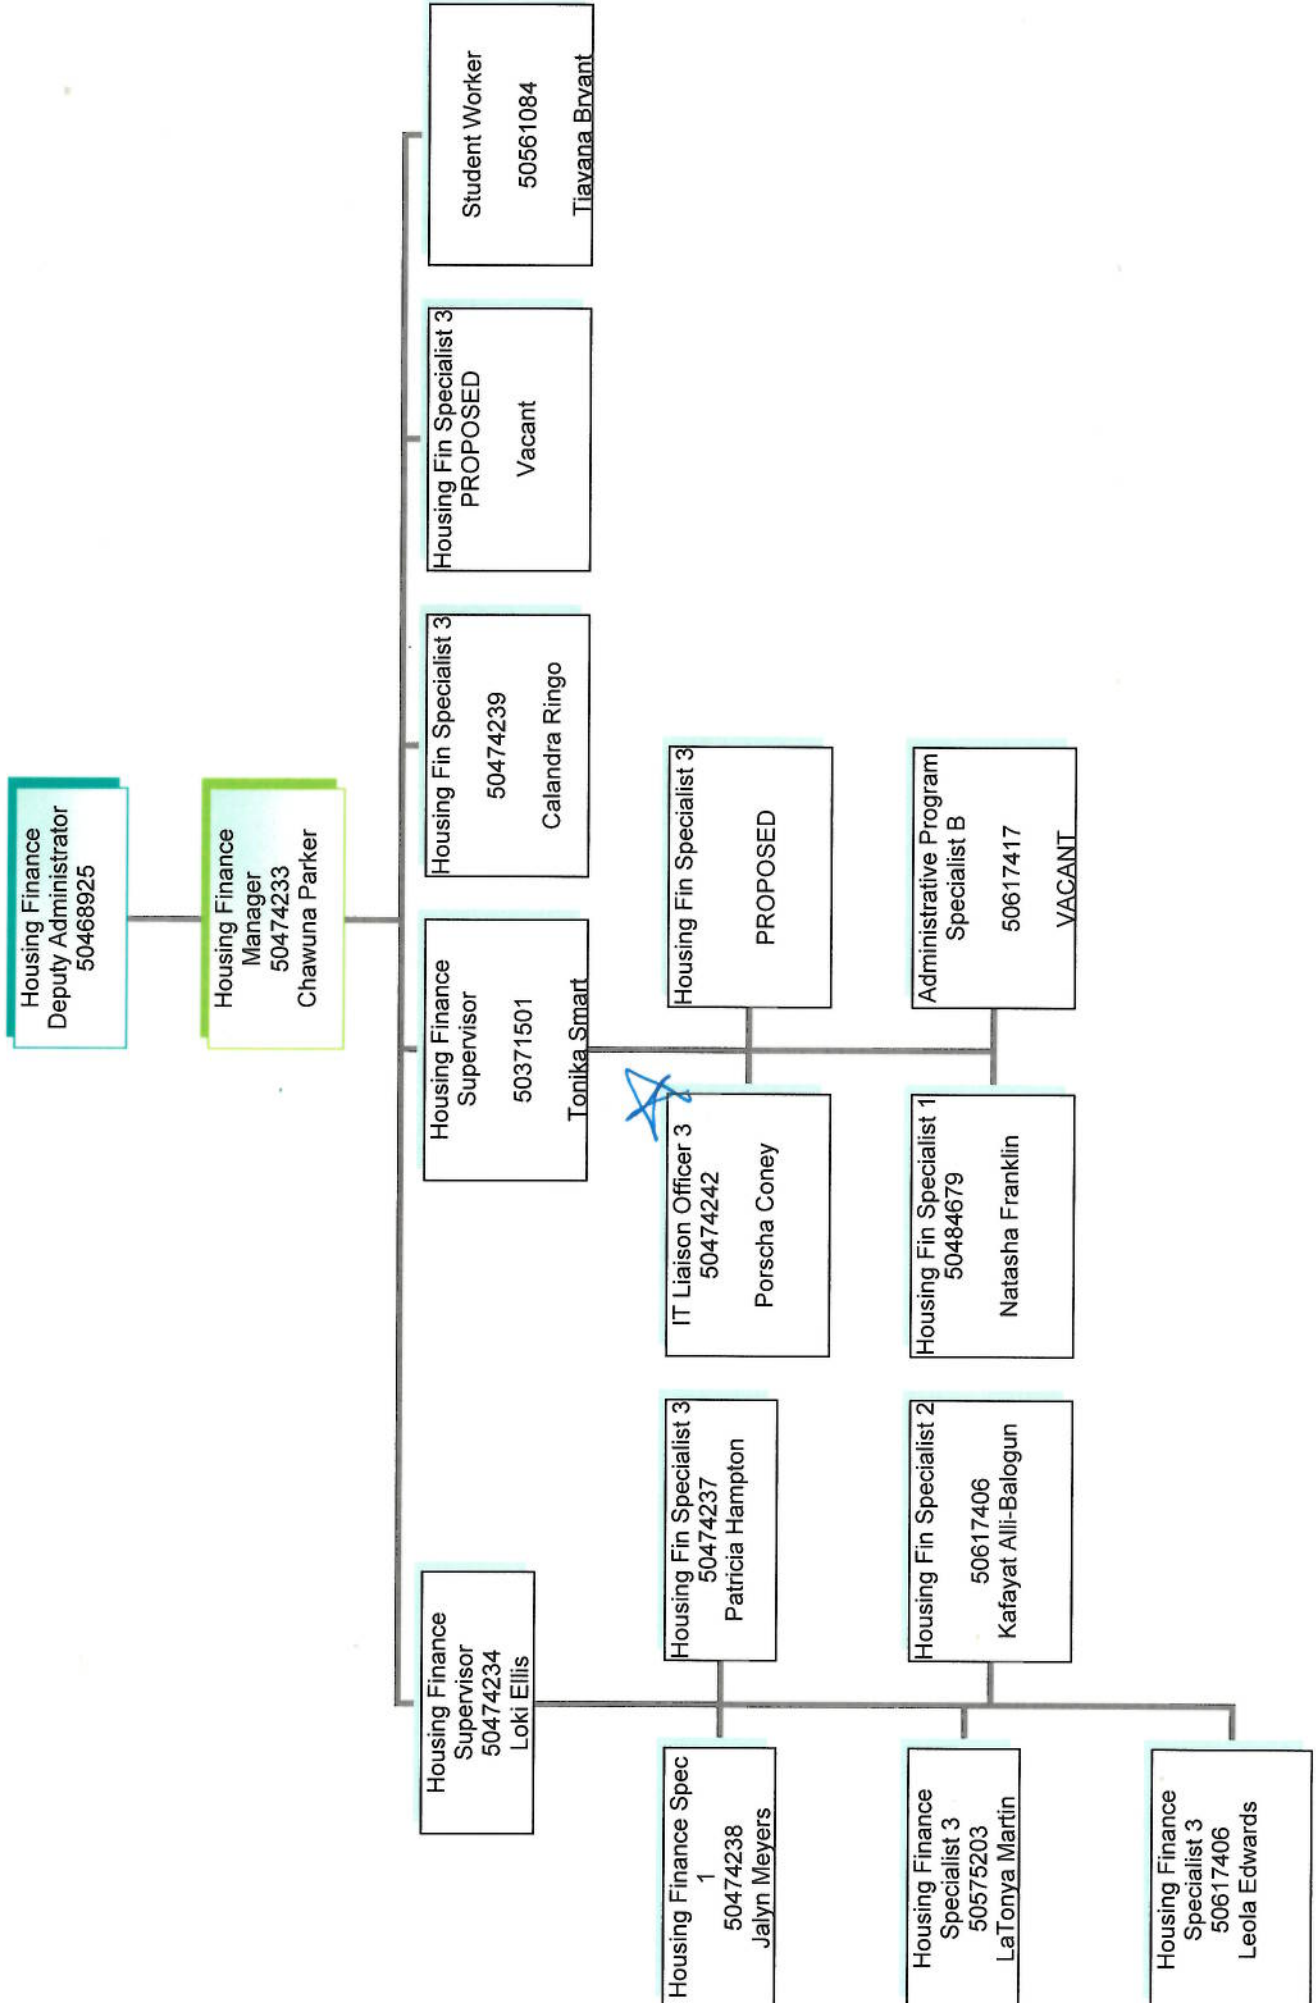 Housing Finance
Deputy Administrator
50468925
Housing Finance
Manager
50474233
Chawuna Parker
Housing Finance
Supervisor
50474234
Loki Ellis
Housing Finance
Supervisor
50371501
Tonika Smart
Housing Fin Specialist 3
50474239
Calandra Ringo
Housing Fin Specialist 3
PROPOSED
Vacant
Student Worker
50561084
Tiayana Bryant
Housing Finance Spec
1
50474238
Jalyn Meyers
Housing Fin Specialist 3
50474237
Patricia Hampton
IT Liaison Officer 3
50474242
Porscha Coney
Housing Fin Specialist 3
PROPOSED
Housing Finance
Specialist 3
50575203
LaTonya Martin
Housing Fin Specialist 2
50617406
Kafayat Alli-Balogun
Housing Fin Specialist 1
50484679
Natasha Franklin
Administrative Program
Specialist B
50617417
VACANT
Housing Finance
Specialist 3
50617406
Leola Edwards